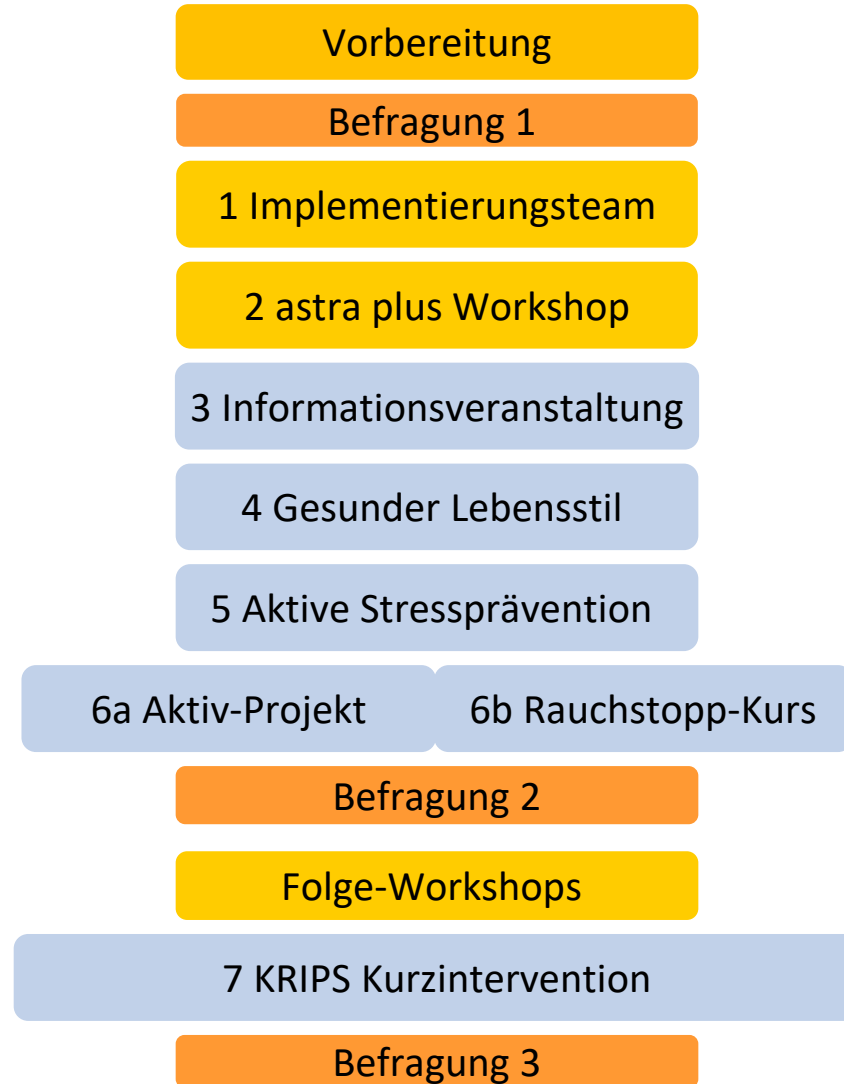 Vorbereitung
Befragung 1
1 Implementierungsteam
2 astra plus Workshop
3 Informationsveranstaltung
4 Gesunder Lebensstil
5 Aktive Stressprävention
6a Aktiv-Projekt
6b Rauchstopp-Kurs
Befragung 2
Folge-Workshops
7 KRIPS Kurzintervention
Befragung 3